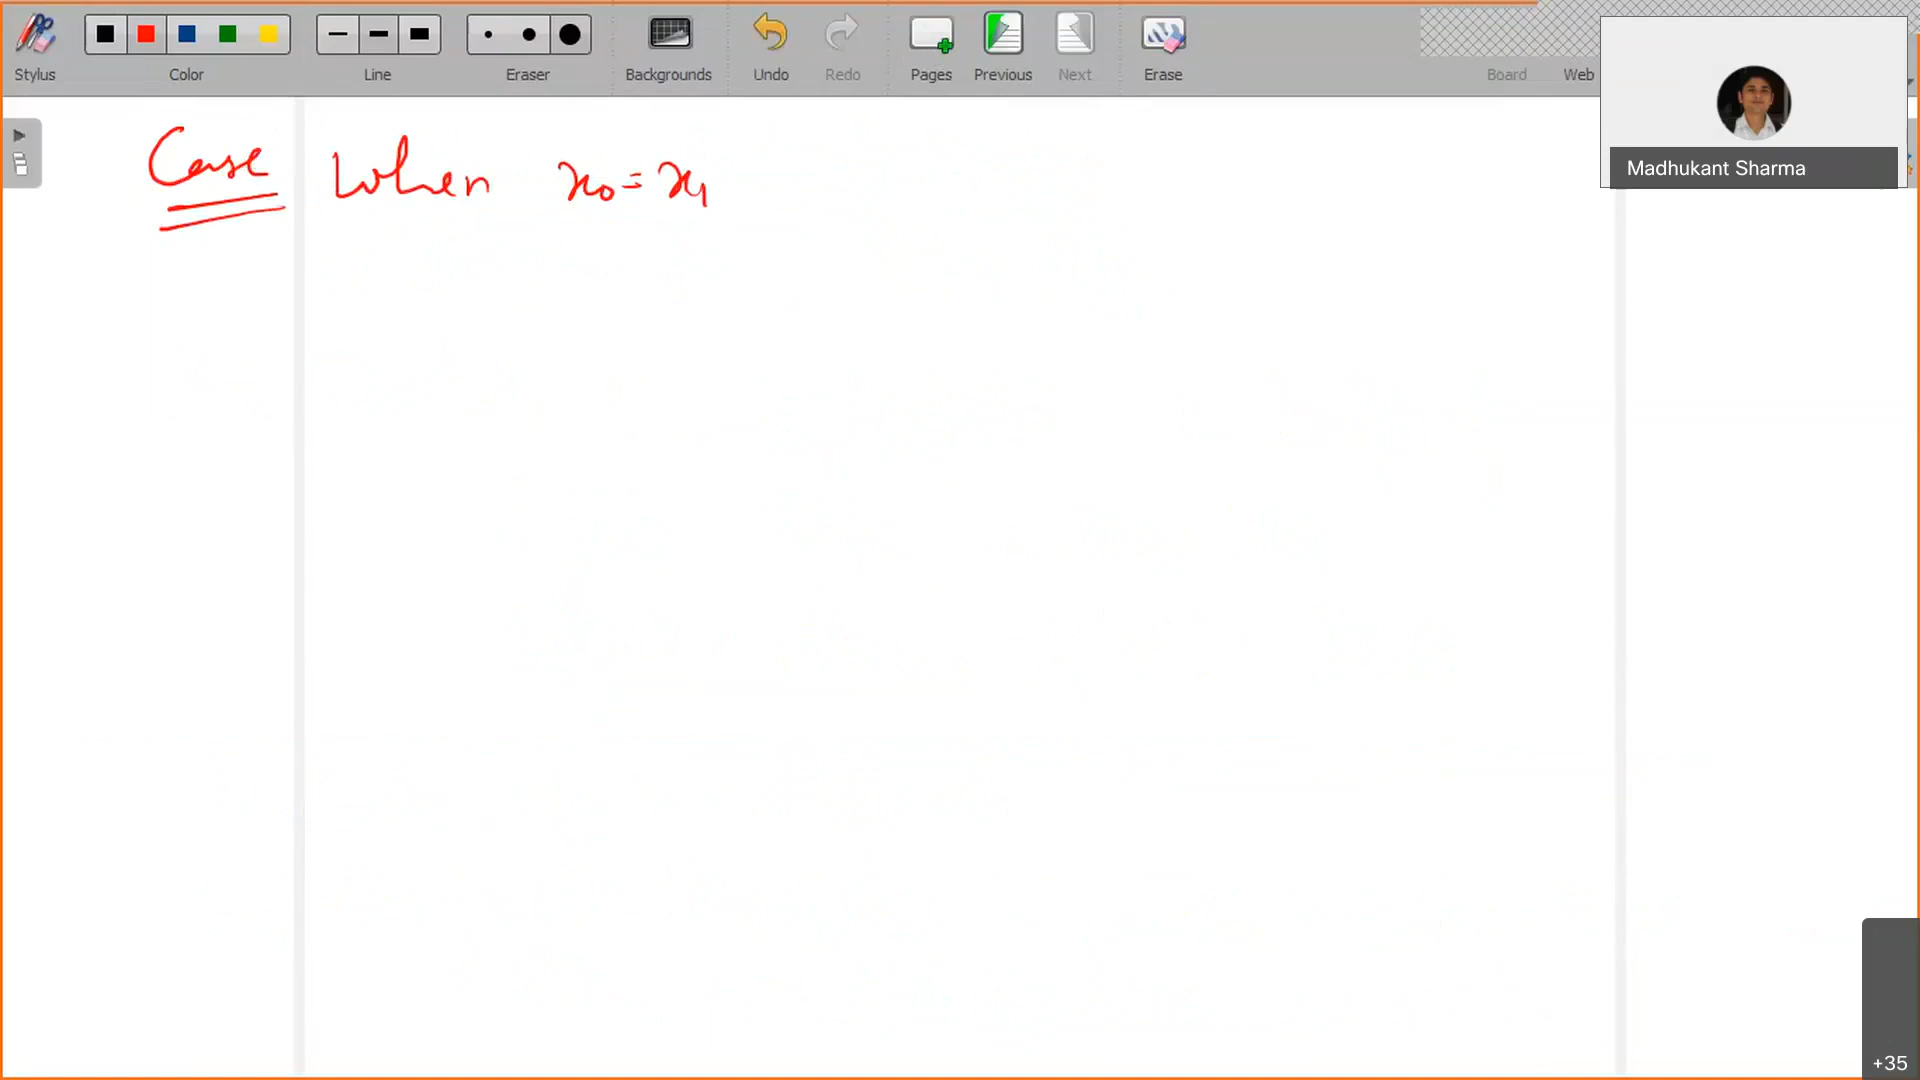 Stylus Color Line Eraser Backgrounds Undo Redo Pages Previous Next Erase Board Web
Madhukant Sharma
Case When x₀ = x₁
+35